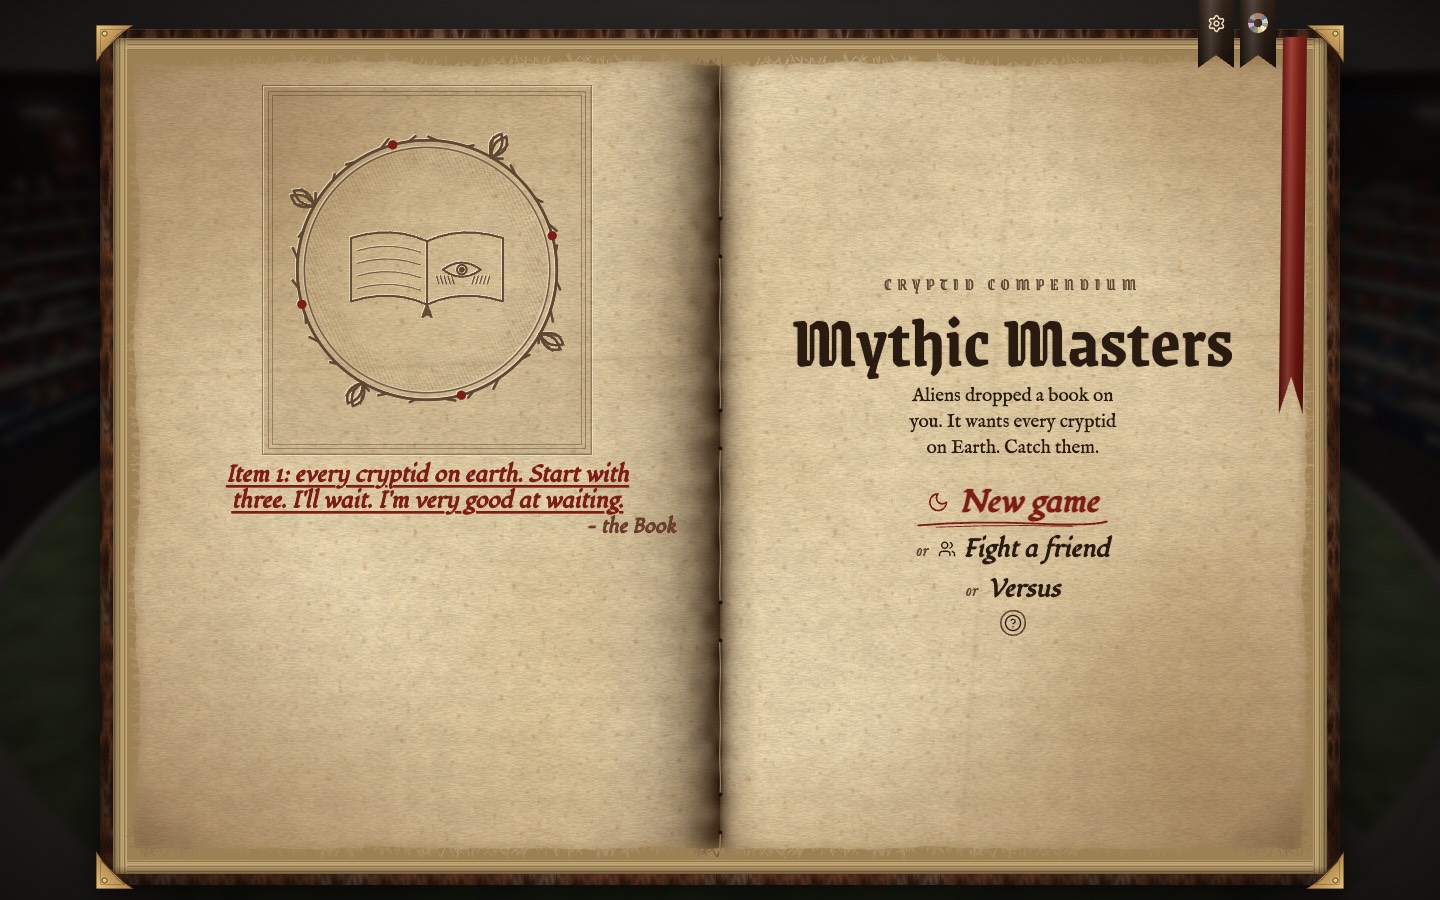 Item 1: every cryptid on earth. Start with
three. I'll wait. I'm very good at waiting.
- the Book
CRYPTID COMPENDIUM
Mythic Masters
Aliens dropped a book on
you. It wants every cryptid
on Earth. Catch them.
New game
or Fight a friend
or Versus
?